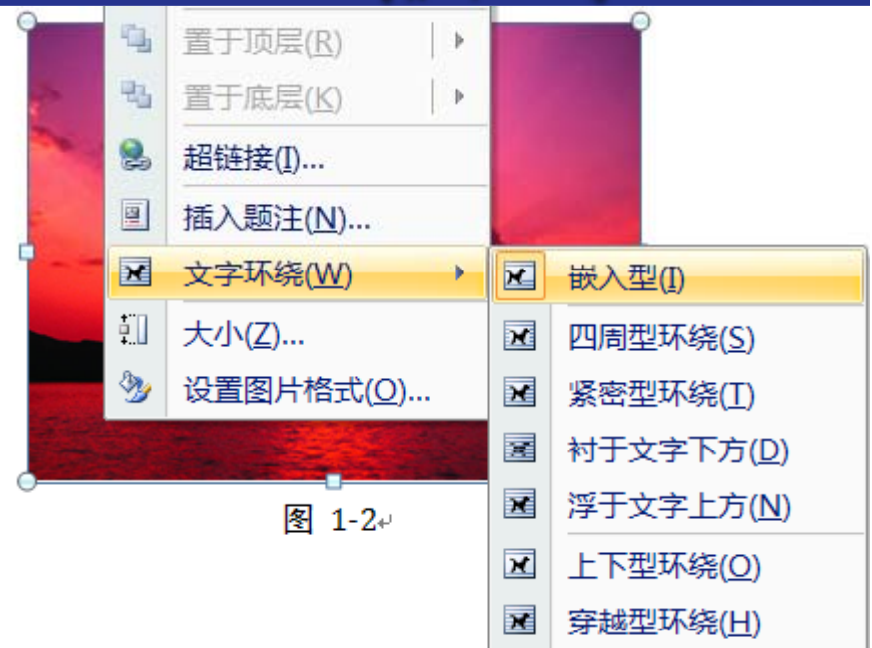 置于顶层(R)
置于底层(K)
超链接(I)...
插入题注(N)...
文字环绕(W)
大小(Z)...
设置图片格式(O)...
嵌入型(I)
四周型环绕(S)
紧密型环绕(T)
衬于文字下方(D)
浮于文字上方(N)
上下型环绕(O)
穿越型环绕(H)
图 1-2